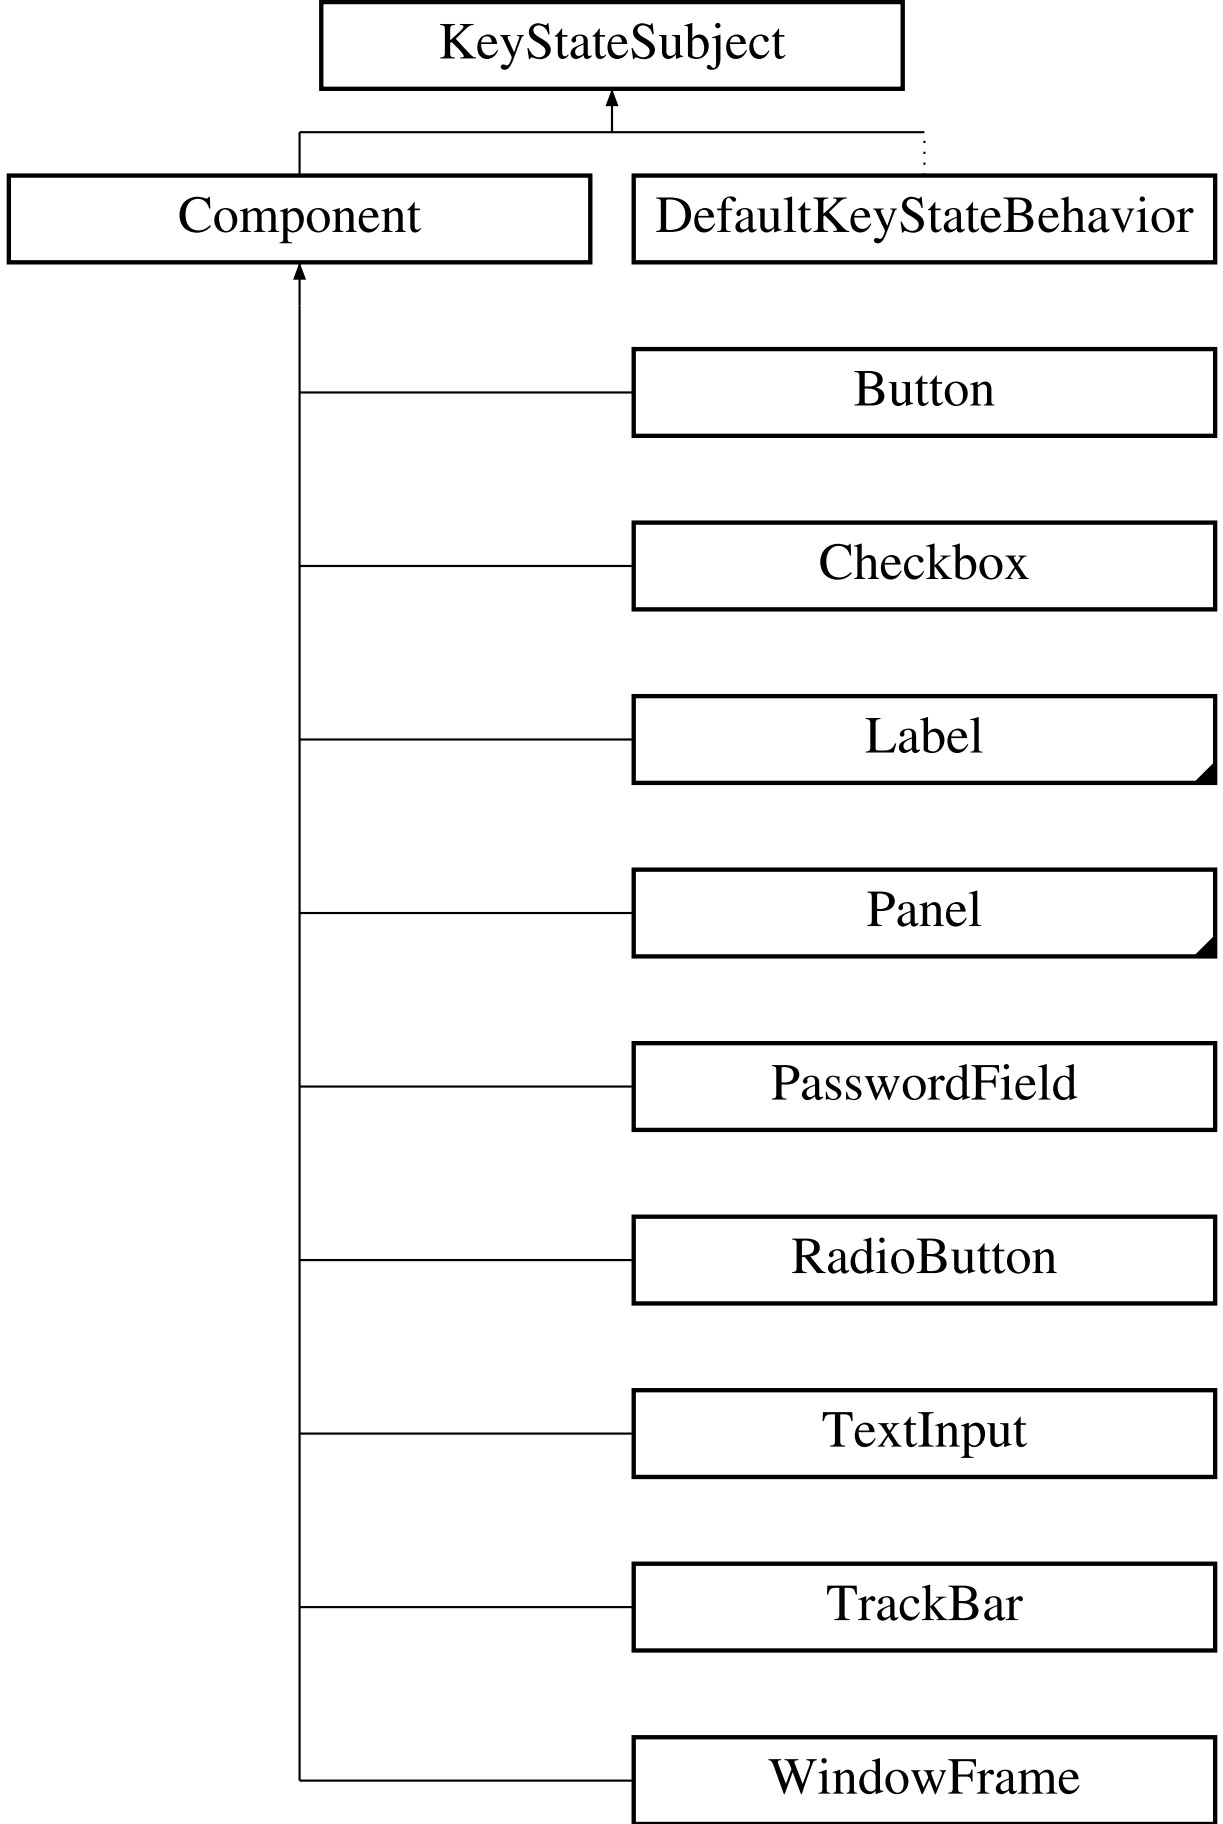 KeyStateSubject
Component
DefaultKeyStateBehavior
Button
Checkbox
Label
Panel
PasswordField
RadioButton
TextInput
TrackBar
WindowFrame